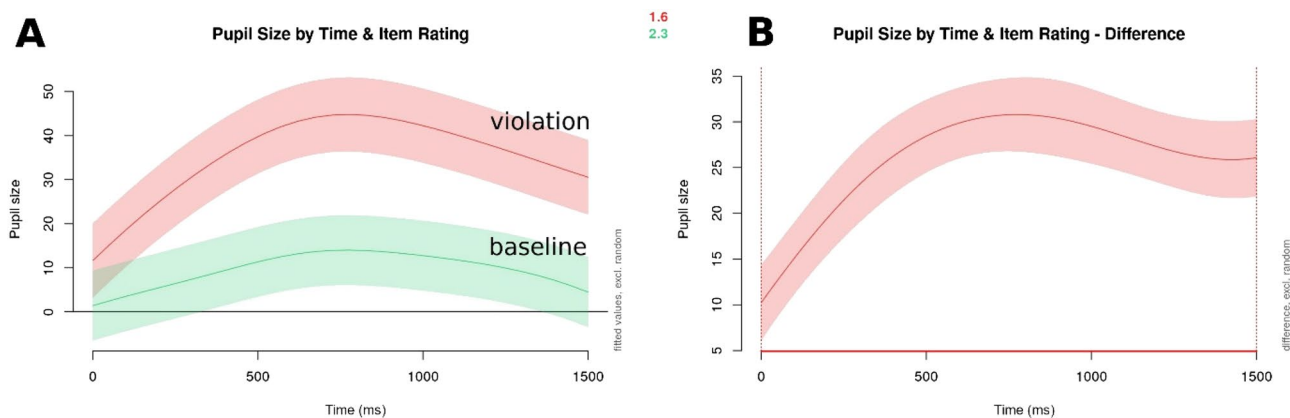 A
Pupil Size by Time & Item Rating
Pupil size
50
40
30
20
10
0
violation
baseline
0 500 1000 1500
Time (ms)
fitted values, excl. random
1.6
2.3
B
Pupil Size by Time & Item Rating - Difference
Pupil size
35
30
25
20
15
10
5
0 500 1000 1500
Time (ms)
difference, excl. random